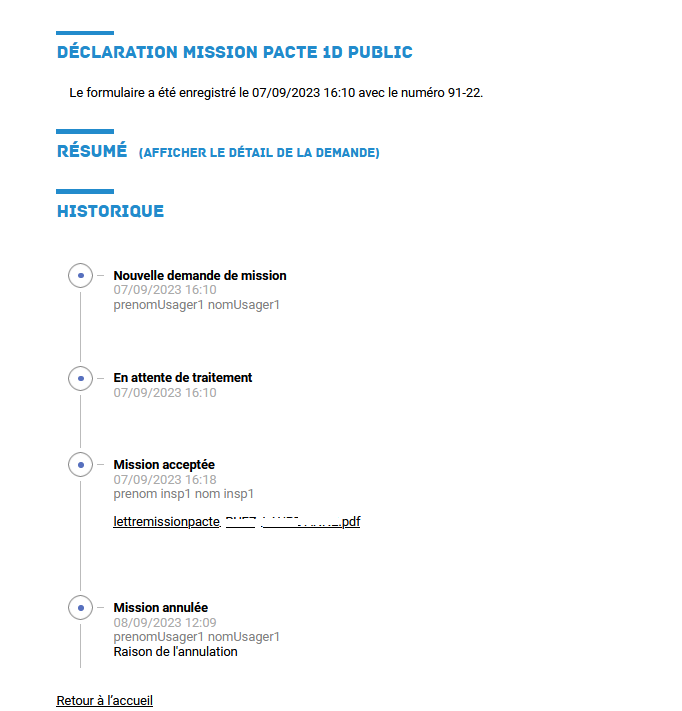 DÉCLARATION MISSION PACTE 1D PUBLIC
Le formulaire a été enregistré le 07/09/2023 16:10 avec le numéro 91-22.
RÉSUMÉ (AFFICHER LE DÉTAIL DE LA DEMANDE)
HISTORIQUE
Nouvelle demande de mission
07/09/2023 16:10
prenomUsager1 nomUsager1
En attente de traitement
07/09/2023 16:10
Mission acceptée
07/09/2023 16:18
prenom insp1 nom insp1
lettremissionpacte .pdf
Mission annulée
08/09/2023 12:09
prenomUsager1 nomUsager1
Raison de l'annulation
Retour à l'accueil